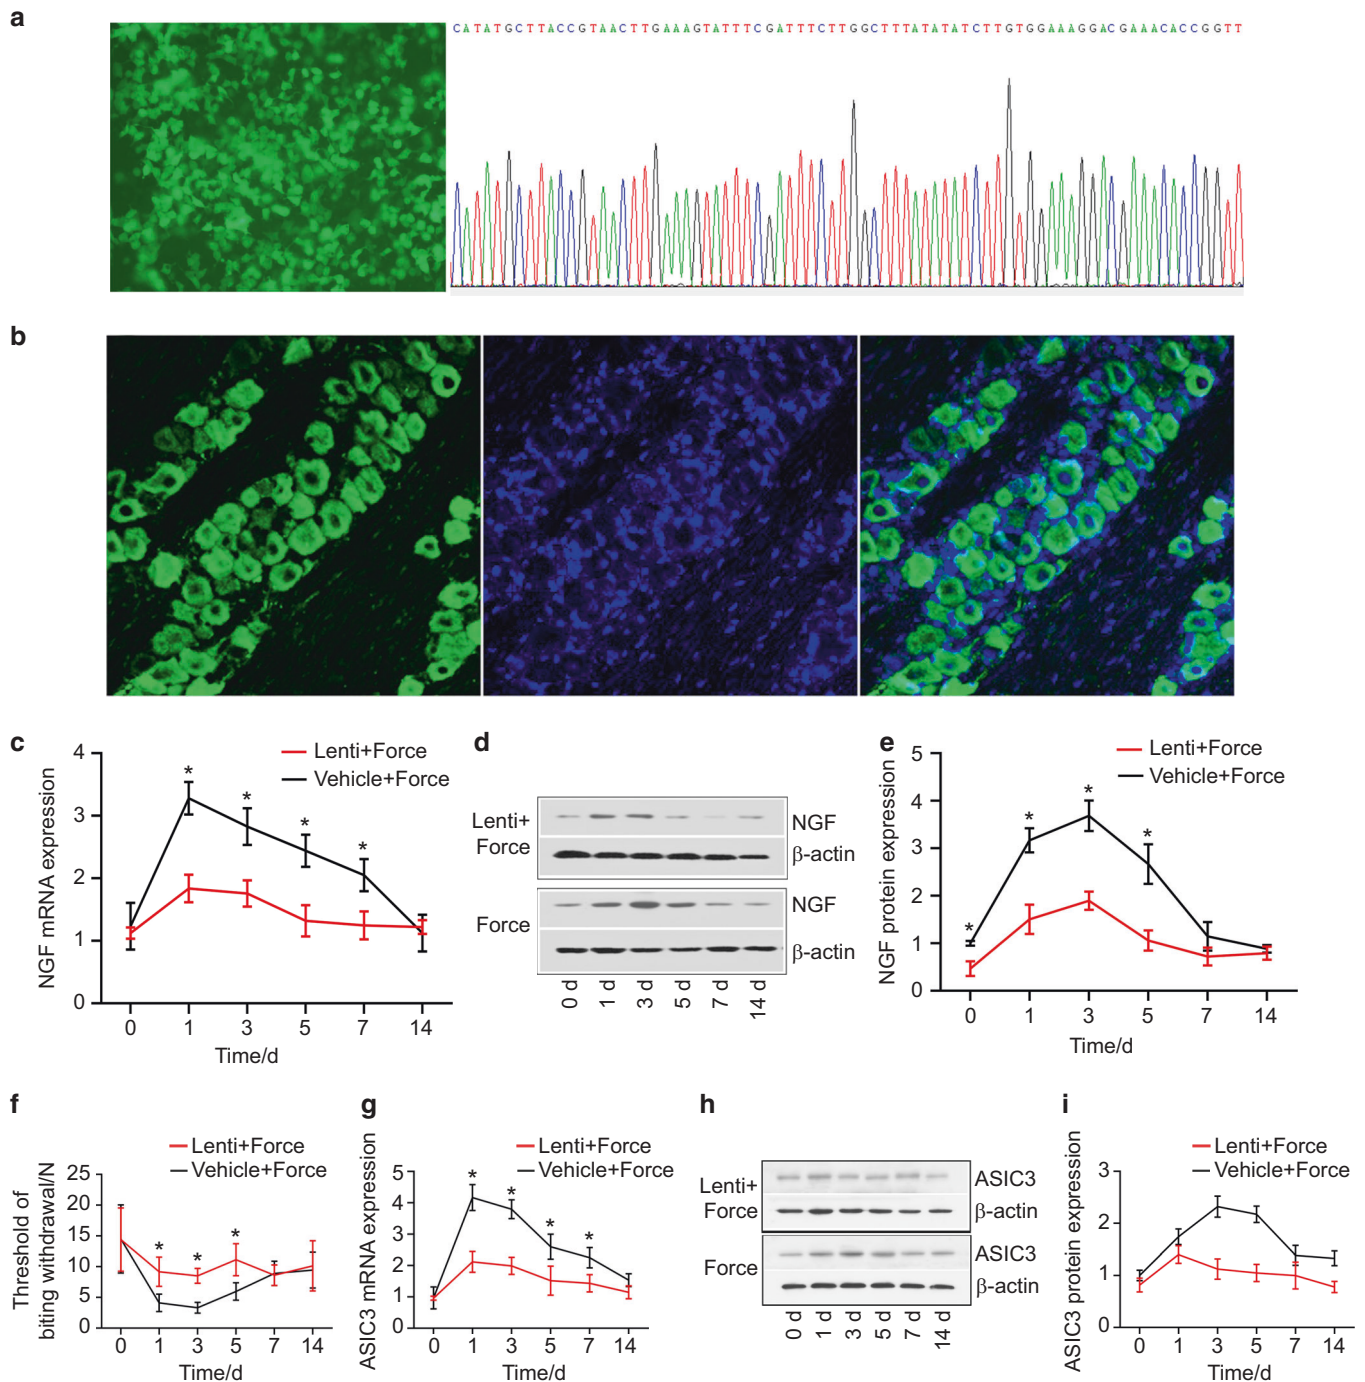 a
CATATGCTTACCGTAACTTGAAAGTATTTCGATTTCTTGGCTTTATATATCTTGTGGAAAGGACGAAACACCGGTT
b
c
NGF mRNA expression
4
3
2
1
0
Lenti+Force
Vehicle+Force
*
*
*
*
0 1 3 5 7 14
Time/d
d
Lenti+
Force
NGF
β-actin
Force
NGF
β-actin
0 d 1 d 3 d 5 d 7 d 14 d
e
NGF protein expression
5
4
3
2
1
0
Lenti+Force
Vehicle+Force
*
*
*
*
0 1 3 5 7 14
Time/d
f
Threshold of
biting withdrawal/N
25
20
15
10
5
0
Lenti+Force
Vehicle+Force
*
*
*
0 1 3 5 7 14
Time/d
g
ASIC3 mRNA expression
5
4
3
2
1
0
Lenti+Force
Vehicle+Force
*
*
*
*
0 1 3 5 7 14
Time/d
h
Lenti+
Force
ASIC3
β-actin
Force
ASIC3
β-actin
0 d 1 d 3 d 5 d 7 d 14 d
i
ASIC3 protein expression
3
2
1
0
Lenti+Force
Vehicle+Force
0 1 3 5 7 14
Time/d